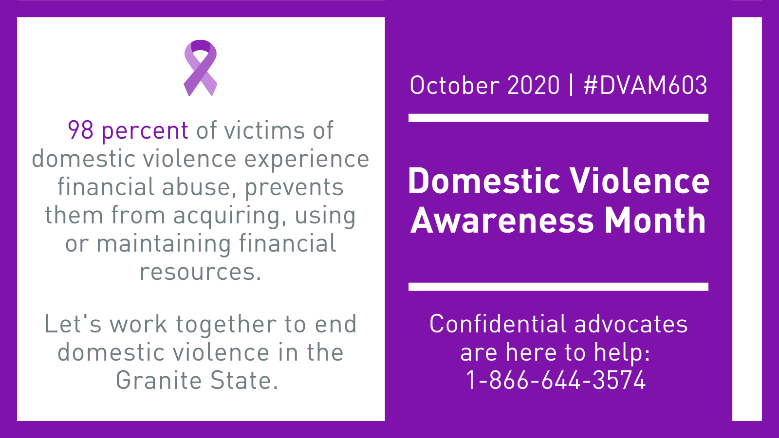 98 percent of victims of
domestic violence experience
financial abuse, prevents
them from acquiring, using
or maintaining financial
resources.
Let's work together to end
domestic violence in the
Granite State.
October 2020 | #DVAM603
Domestic Violence
Awareness Month
Confidential advocates
are here to help:
1-866-644-3574